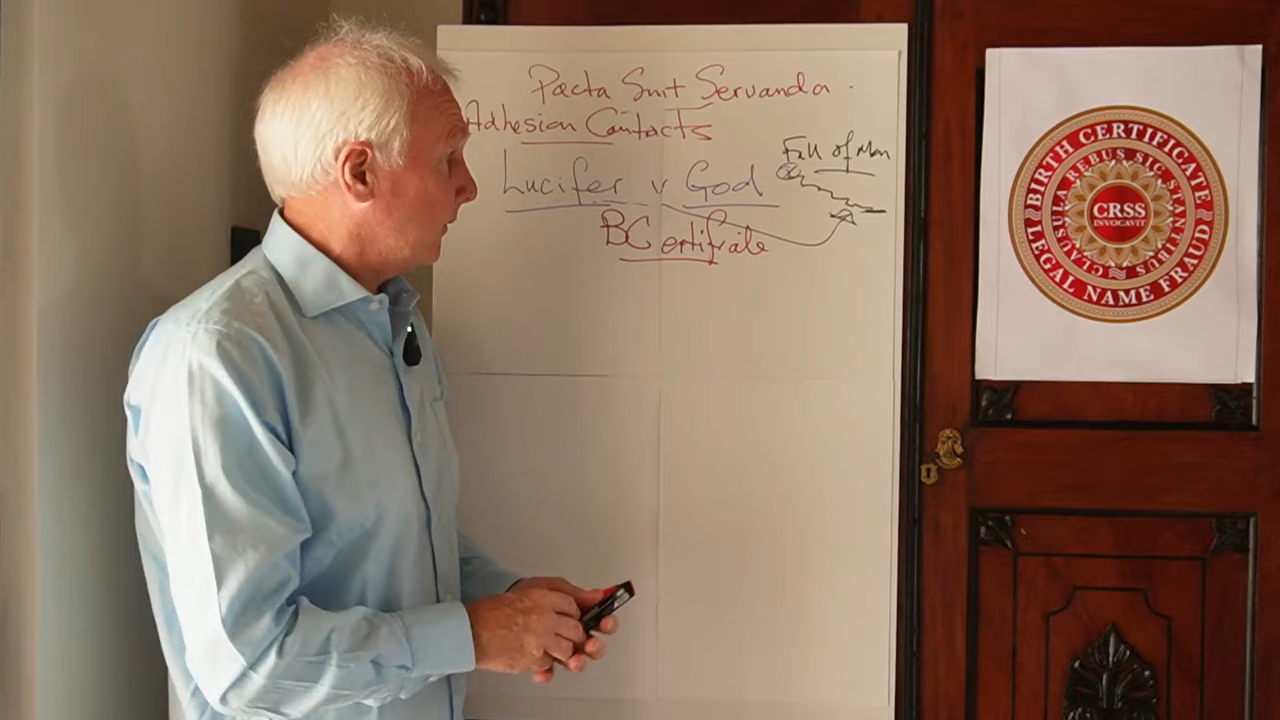 Pacta Sunt Servanda.
Adhesion Contacts
Fall of Man
Lucifer v God
BCertificate
BIRTH CERTIFICATE
CLAUSULA REBUS SIC STANTIBUS
CRSS
INVOCAVIT
LEGAL NAME FRAUD